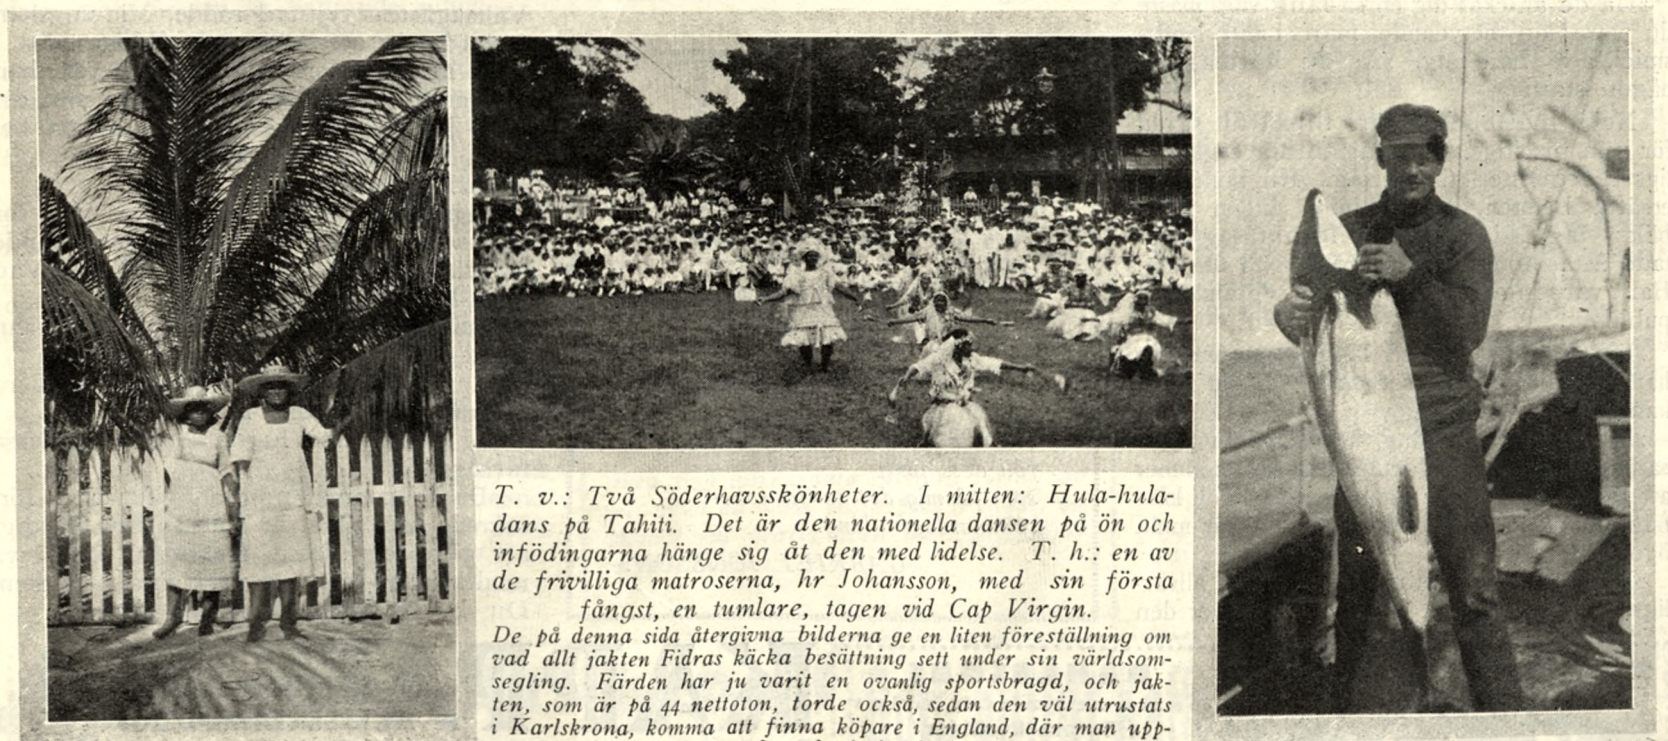 T. v.: Två Söderhavsskönheter. I mitten: Hula-hula-
dans på Tahiti. Det är den nationella dansen på ön och
infödingarna hänge sig åt den med lidelse. T. h.: en av
de frivilliga matroserna, hr Johansson, med sin första
fångst, en tumlare, tagen vid Cap Virgin.
De på denna sida återgivna bilderna ge en liten föreställning om
vad allt jakten Fidras käcka besättning sett under sin världsom-
segling. Färden har ju varit en ovanlig sportsbragd, och jak-
ten, som är på 44 nettoton, torde också, sedan den väl utrustats
i Karlskrona, komma att finna köpare i England, där man upp-